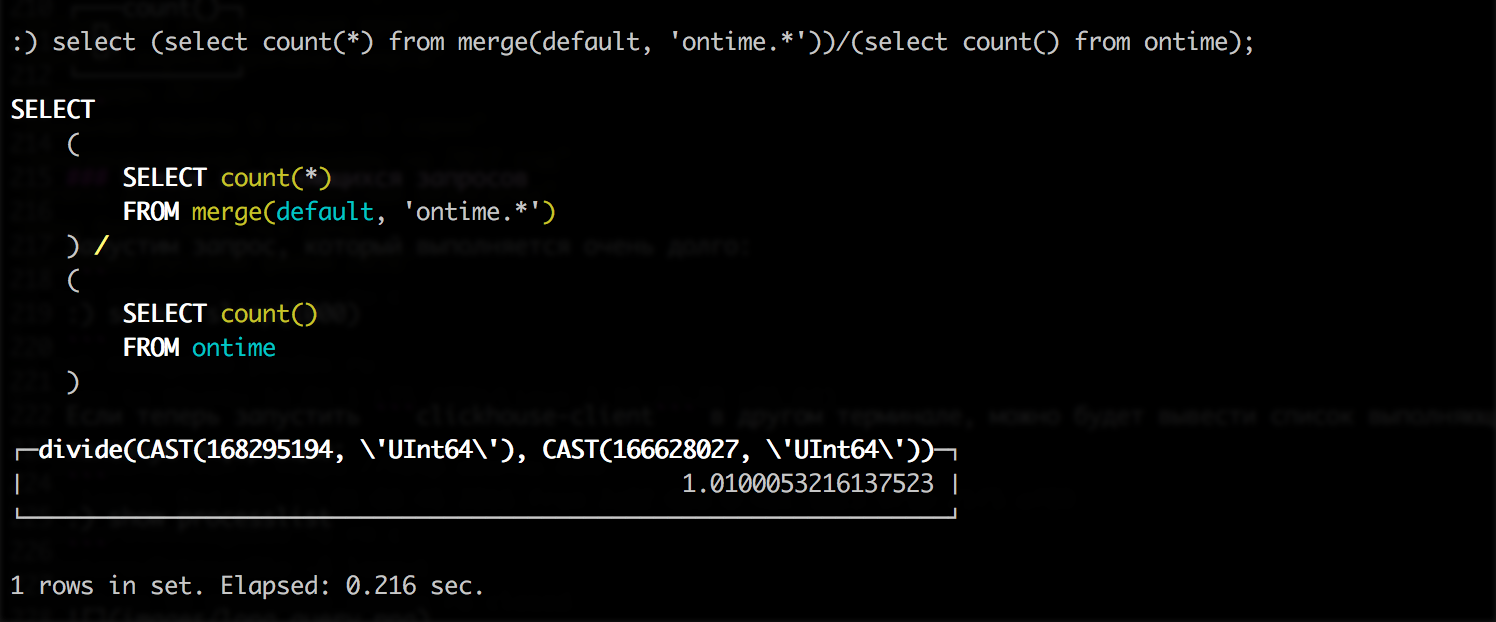 :) select (select count(*) from merge(default, 'ontime.*'))/(select count() from ontime);
SELECT
(
SELECT count(*)
FROM merge(default, 'ontime.*')
) /
(
SELECT count()
FROM ontime
)
┌─divide(CAST(168295194, \'UInt64\'), CAST(166628027, \'UInt64\'))─┐
│ 1.0100053216137523 │
└──────────────────────────────────────────────────────────────────┘
1 rows in set. Elapsed: 0.216 sec.